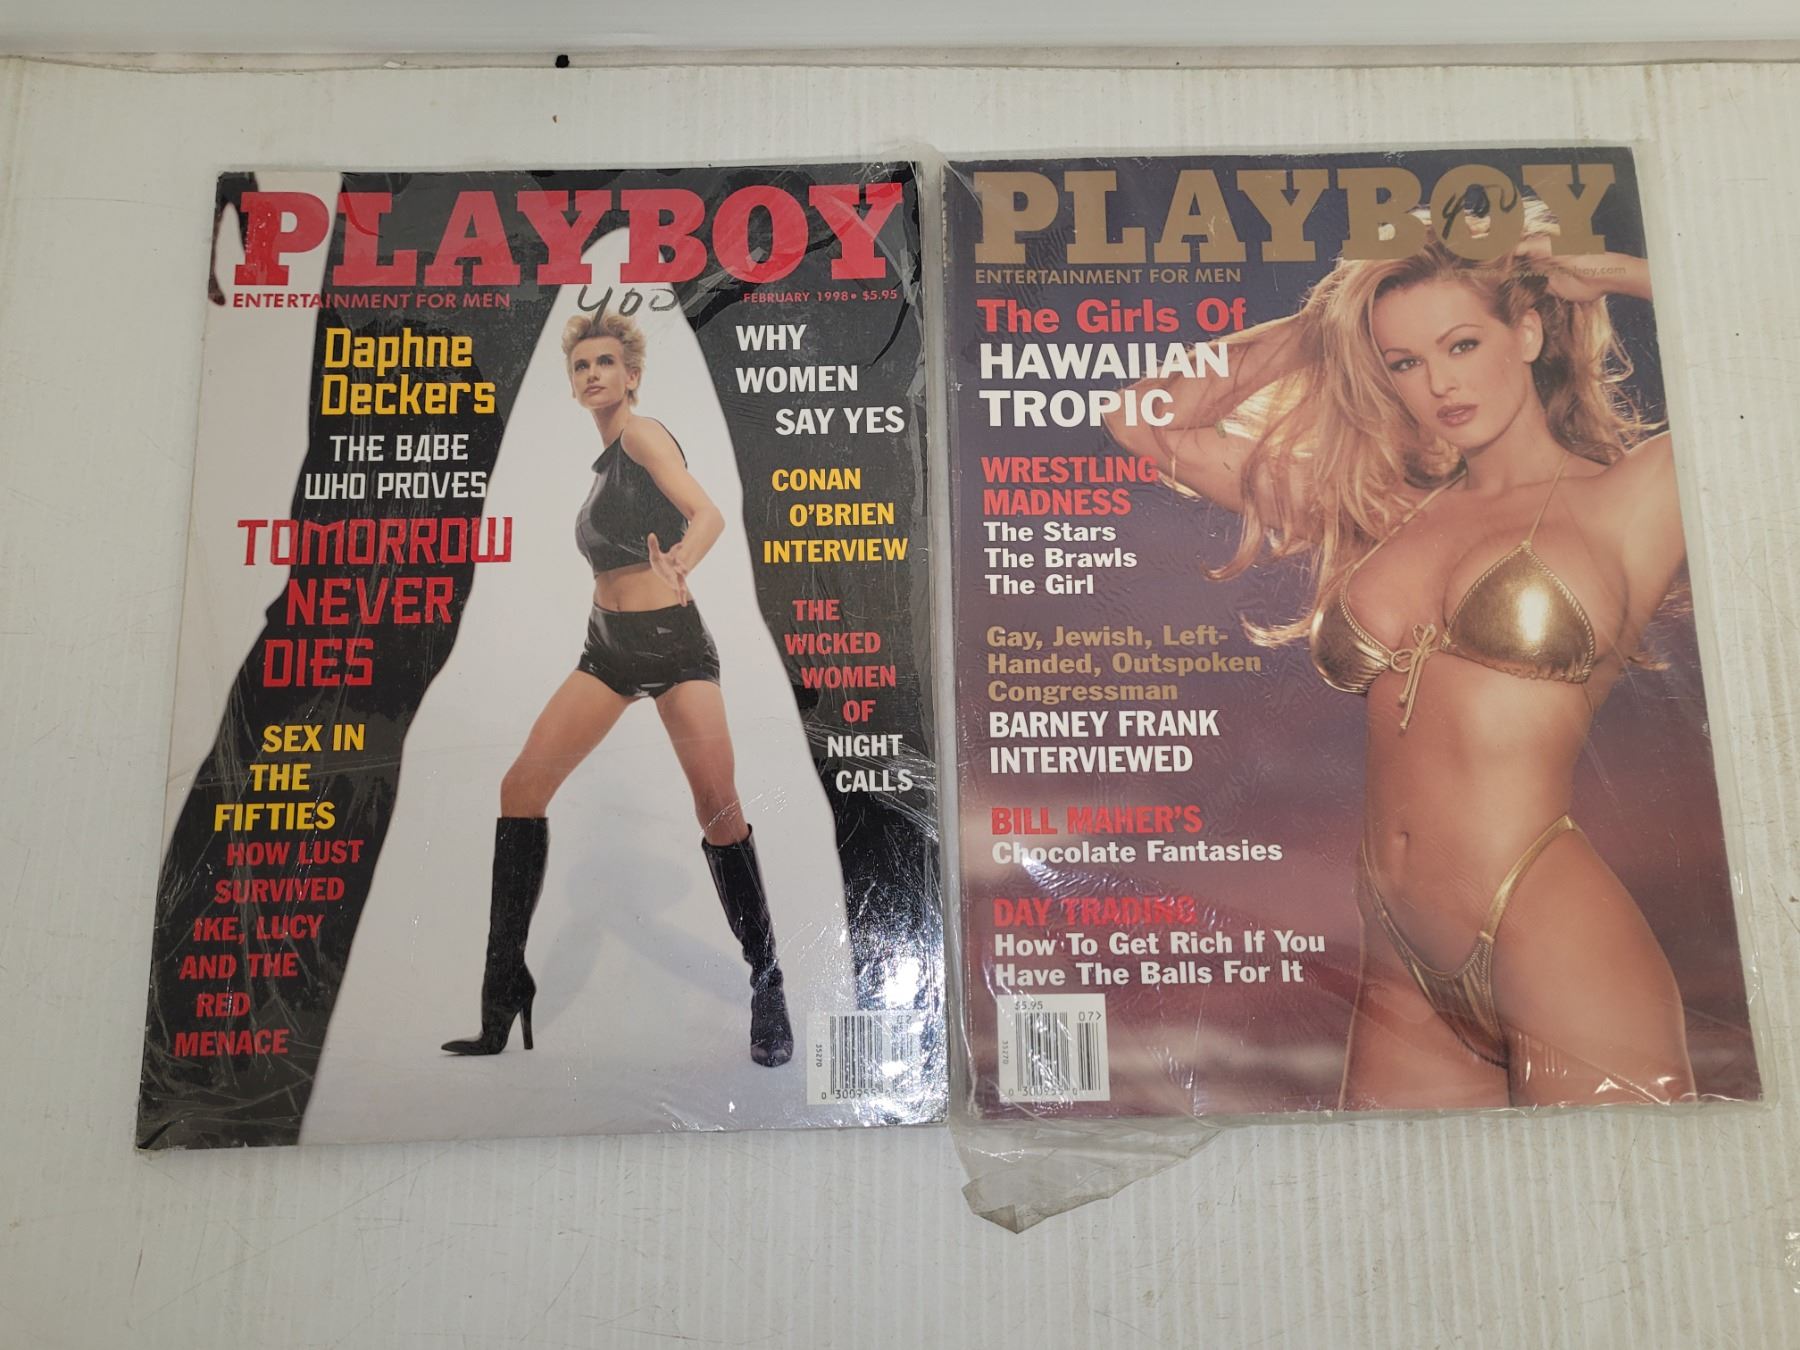 PLAYBOY
ENTERTAINMENT FOR MEN
FEBRUARY 1998 • $5.95
400
Daphne
Deckers
THE BABE
WHO PROVES
TOMORROW
NEVER
DIES
SEX IN
THE
FIFTIES
HOW LUST
SURVIVED
IKE, LUCY
AND THE
RED
MENACE
WHY
WOMEN
SAY YES
CONAN
O'BRIEN
INTERVIEW
THE
WICKED
WOMEN
OF
NIGHT
CALLS
02
35270
PLAYBOY
400
ENTERTAINMENT FOR MEN
The Girls Of
HAWAIIAN
TROPIC
WRESTLING
MADNESS
The Stars
The Brawls
The Girl
Gay, Jewish, Left-
Handed, Outspoken
Congressman
BARNEY FRANK
INTERVIEWED
BILL MAHER'S
Chocolate Fantasies
DAY TRADING
How To Get Rich If You
Have The Balls For It
$5.95
07>
35270